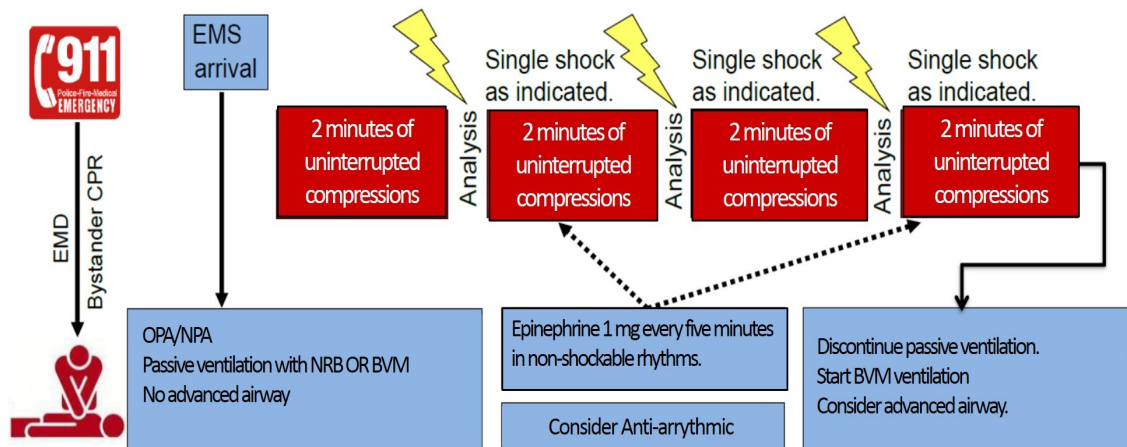 911
Police-Fire-Medical
EMERGENCY
EMD
Bystander CPR
EMS
arrival
2 minutes of
uninterrupted
compressions
Analysis
Single shock
as indicated.
2 minutes of
uninterrupted
compressions
Analysis
Single shock
as indicated.
2 minutes of
uninterrupted
compressions
Analysis
Single shock
as indicated.
2 minutes of
uninterrupted
compressions
OPA/NPA
Passive ventilation with NRB OR BVM
No advanced airway
Epinephrine 1 mg every five minutes
in non-shockable rhythms.
Consider Anti-arrythmic
Discontinue passive ventilation.
Start BVM ventilation
Consider advanced airway.